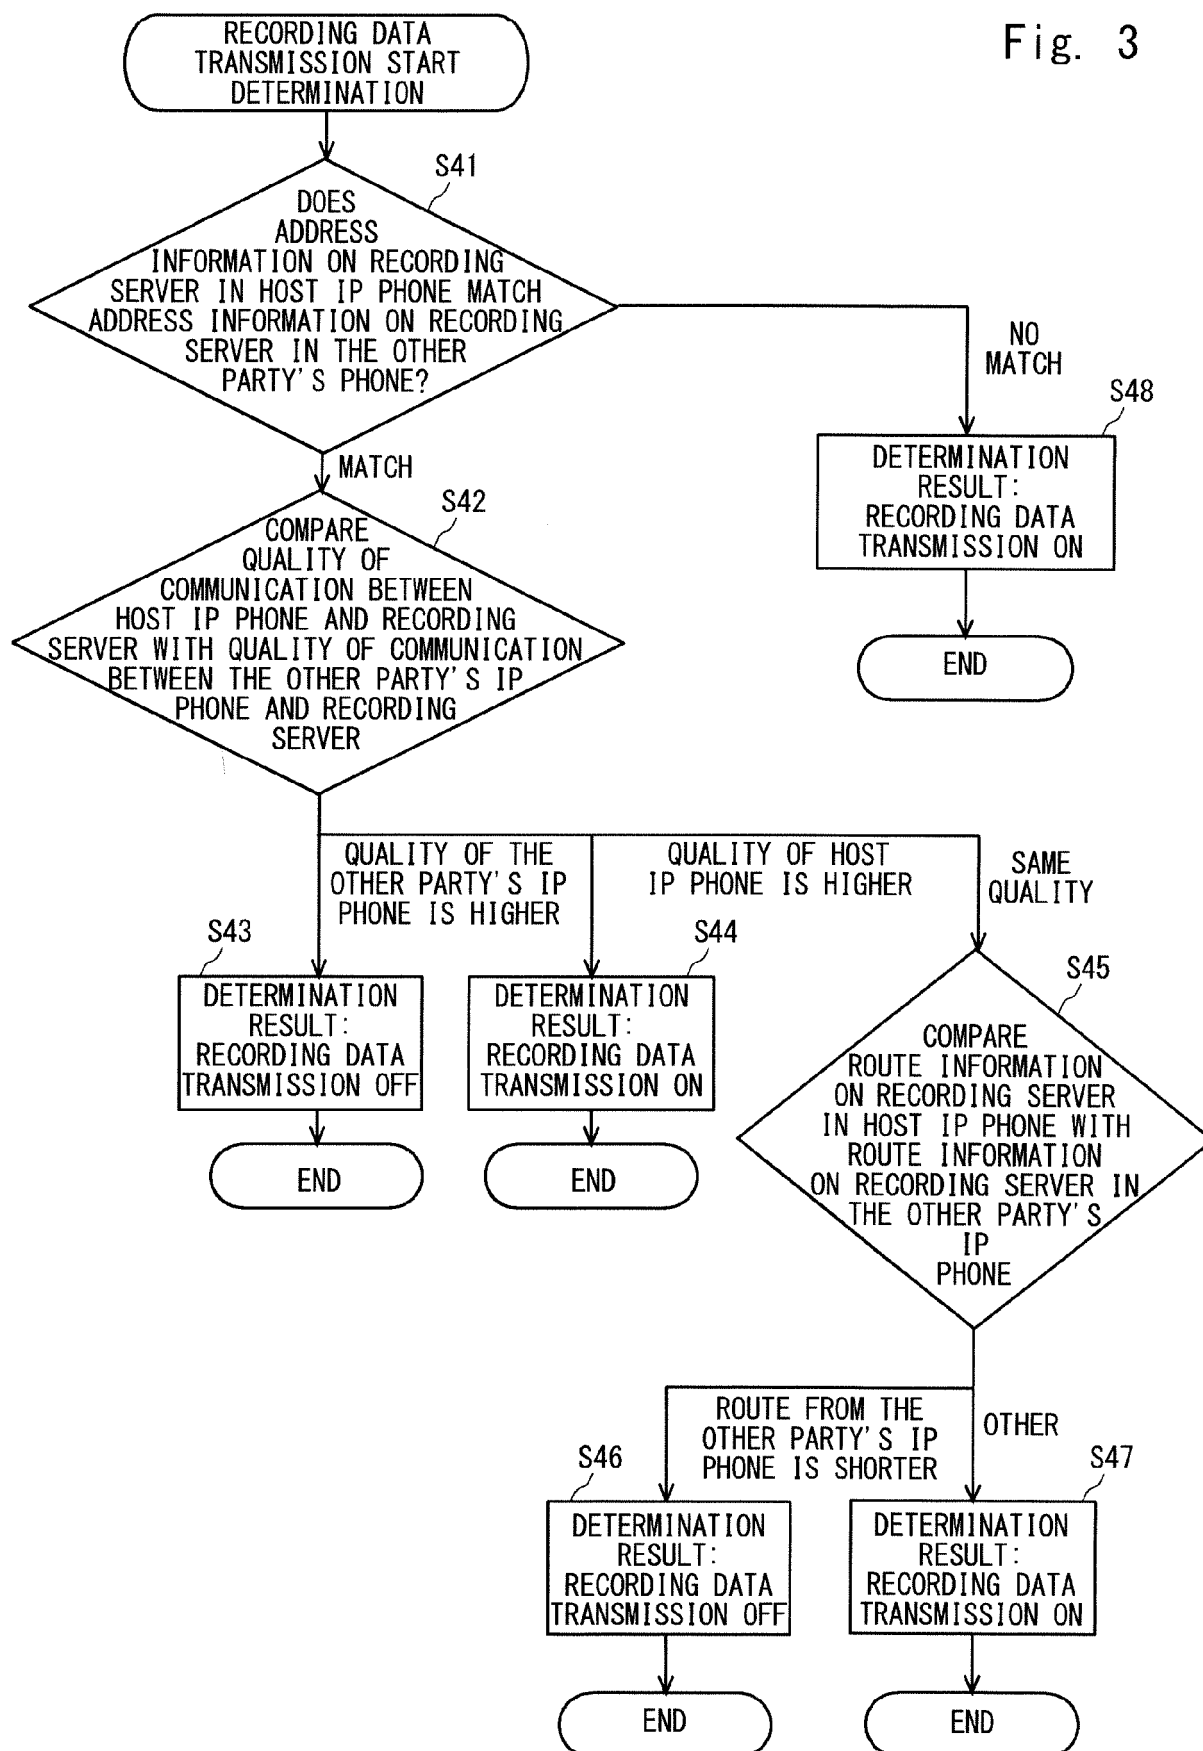 Fig. 3
RECORDING DATA
TRANSMISSION START
DETERMINATION
S41
DOES
ADDRESS
INFORMATION ON RECORDING
SERVER IN HOST IP PHONE MATCH
ADDRESS INFORMATION ON RECORDING
SERVER IN THE OTHER
PARTY'S PHONE?
NO
MATCH
S48
DETERMINATION
RESULT:
RECORDING DATA
TRANSMISSION ON
END
MATCH
S42
COMPARE
QUALITY OF
COMMUNICATION BETWEEN
HOST IP PHONE AND RECORDING
SERVER WITH QUALITY OF COMMUNICATION
BETWEEN THE OTHER PARTY'S IP
PHONE AND RECORDING
SERVER
QUALITY OF THE
OTHER PARTY'S IP
PHONE IS HIGHER
QUALITY OF HOST
IP PHONE IS HIGHER
SAME
QUALITY
S43
DETERMINATION
RESULT:
RECORDING DATA
TRANSMISSION OFF
END
S44
DETERMINATION
RESULT:
RECORDING DATA
TRANSMISSION ON
END
S45
COMPARE
ROUTE INFORMATION
ON RECORDING SERVER
IN HOST IP PHONE WITH
ROUTE INFORMATION
ON RECORDING SERVER IN
THE OTHER PARTY'S
IP
PHONE
ROUTE FROM THE
OTHER PARTY'S IP
PHONE IS SHORTER
OTHER
S46
DETERMINATION
RESULT:
RECORDING DATA
TRANSMISSION OFF
END
S47
DETERMINATION
RESULT:
RECORDING DATA
TRANSMISSION ON
END